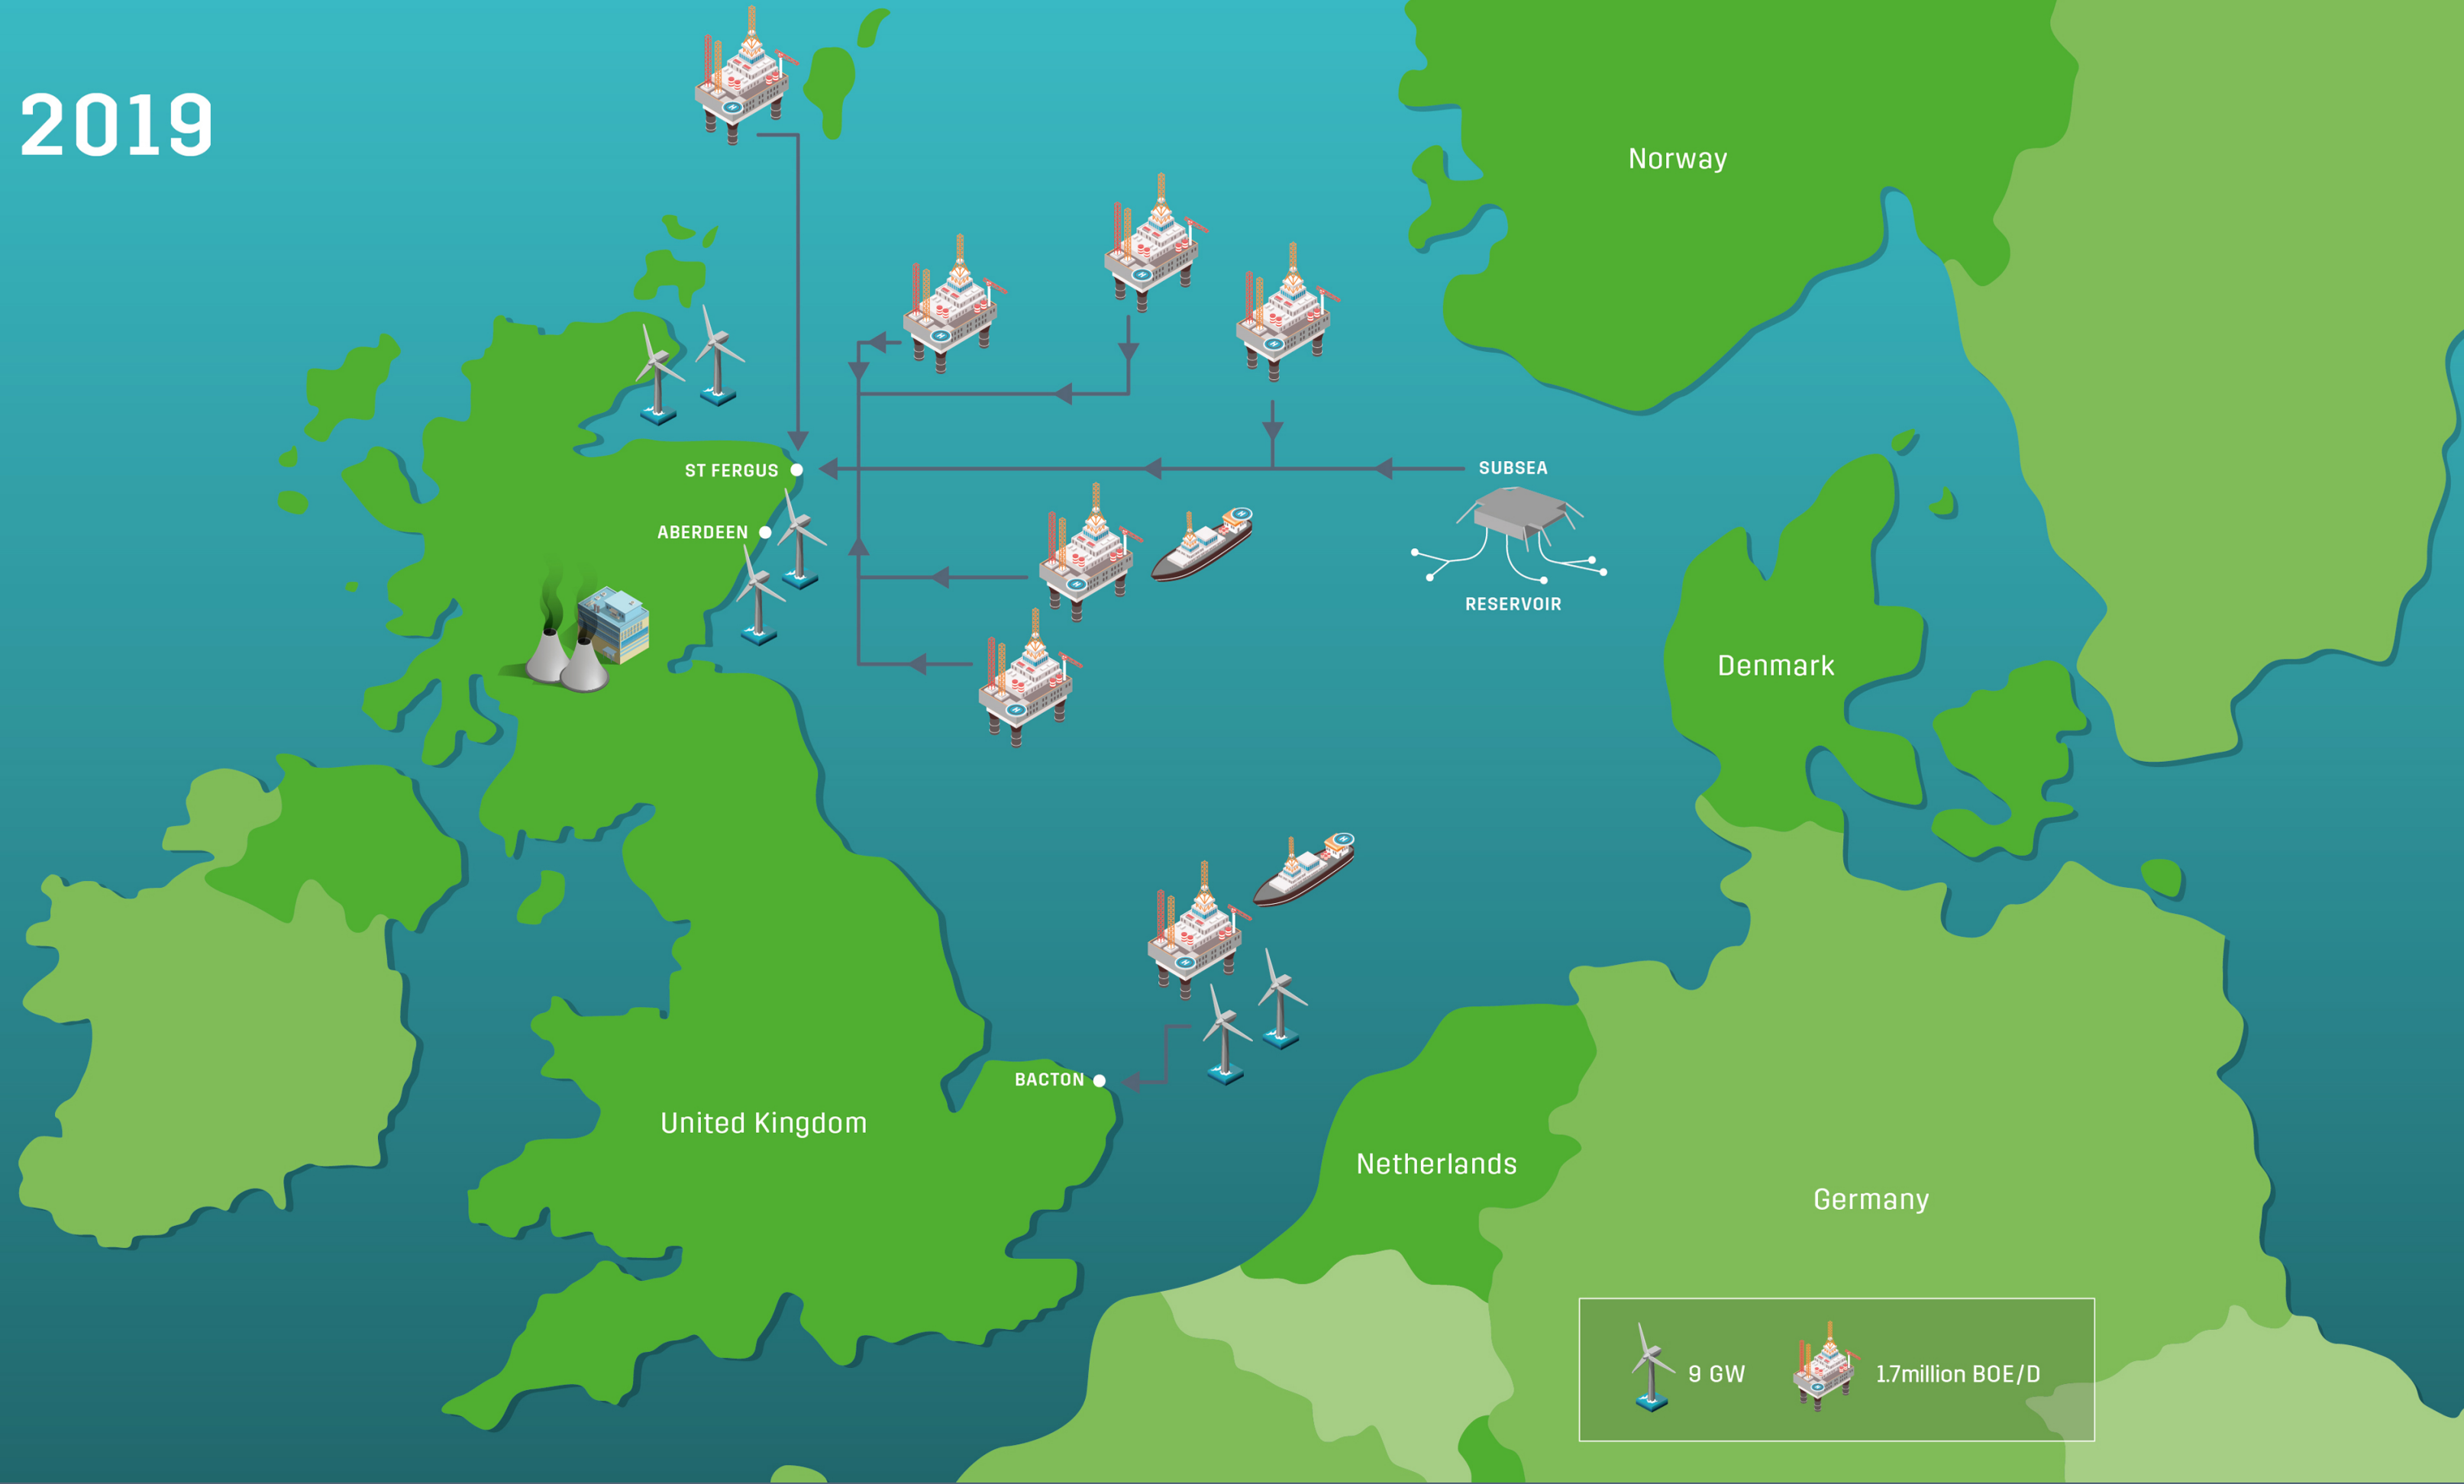 2019
Norway
ST FERGUS
SUBSEA
ABERDEEN
RESERVOIR
Denmark
BACTON
United Kingdom
Netherlands
Germany
9 GW
1.7million BOE/D